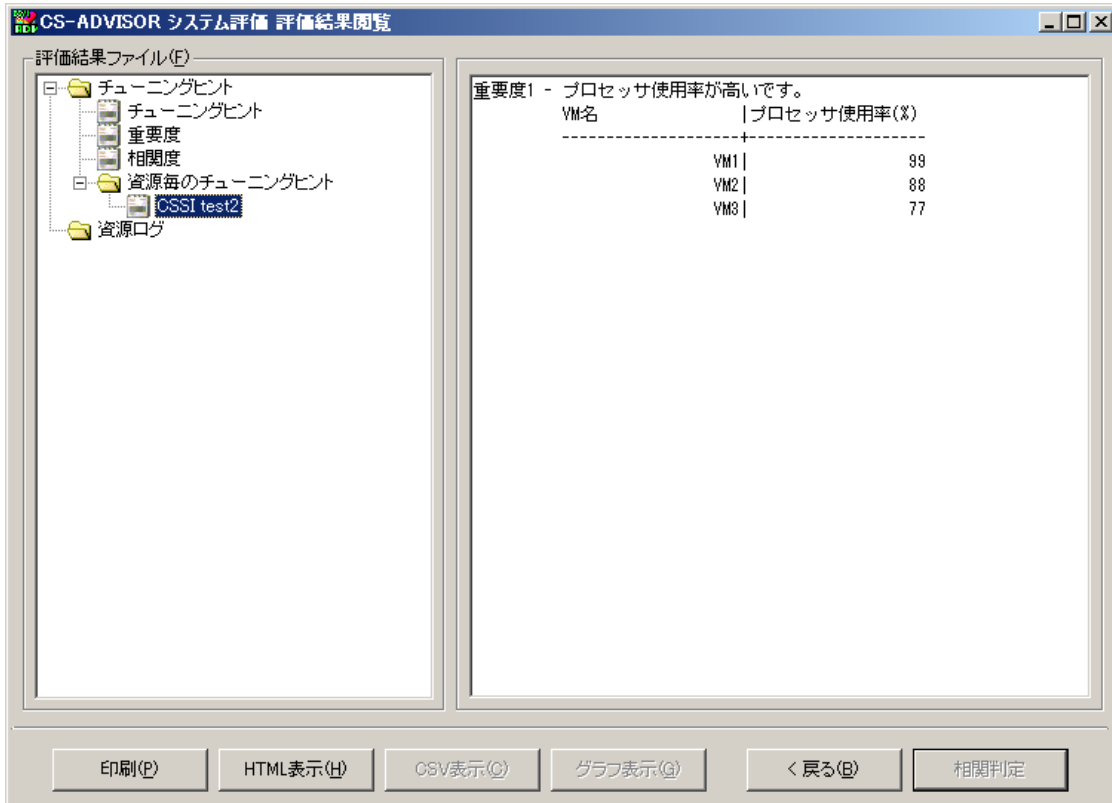 CS-ADVISOR システム評価 評価結果閲覧
評価結果ファイル(F)
チューニングヒント
チューニングヒント
重要度
相関度
資源毎のチューニングヒント
CSSI test2
資源ログ
重要度1 - プロセッサ使用率が高いです。
VM名 |プロセッサ使用率(%)
--------------------+--------------------
VM1| 99
VM2| 88
VM3| 77
印刷(P) HTML表示(H) CSV表示(C) グラフ表示(G) < 戻る(B) 相関判定